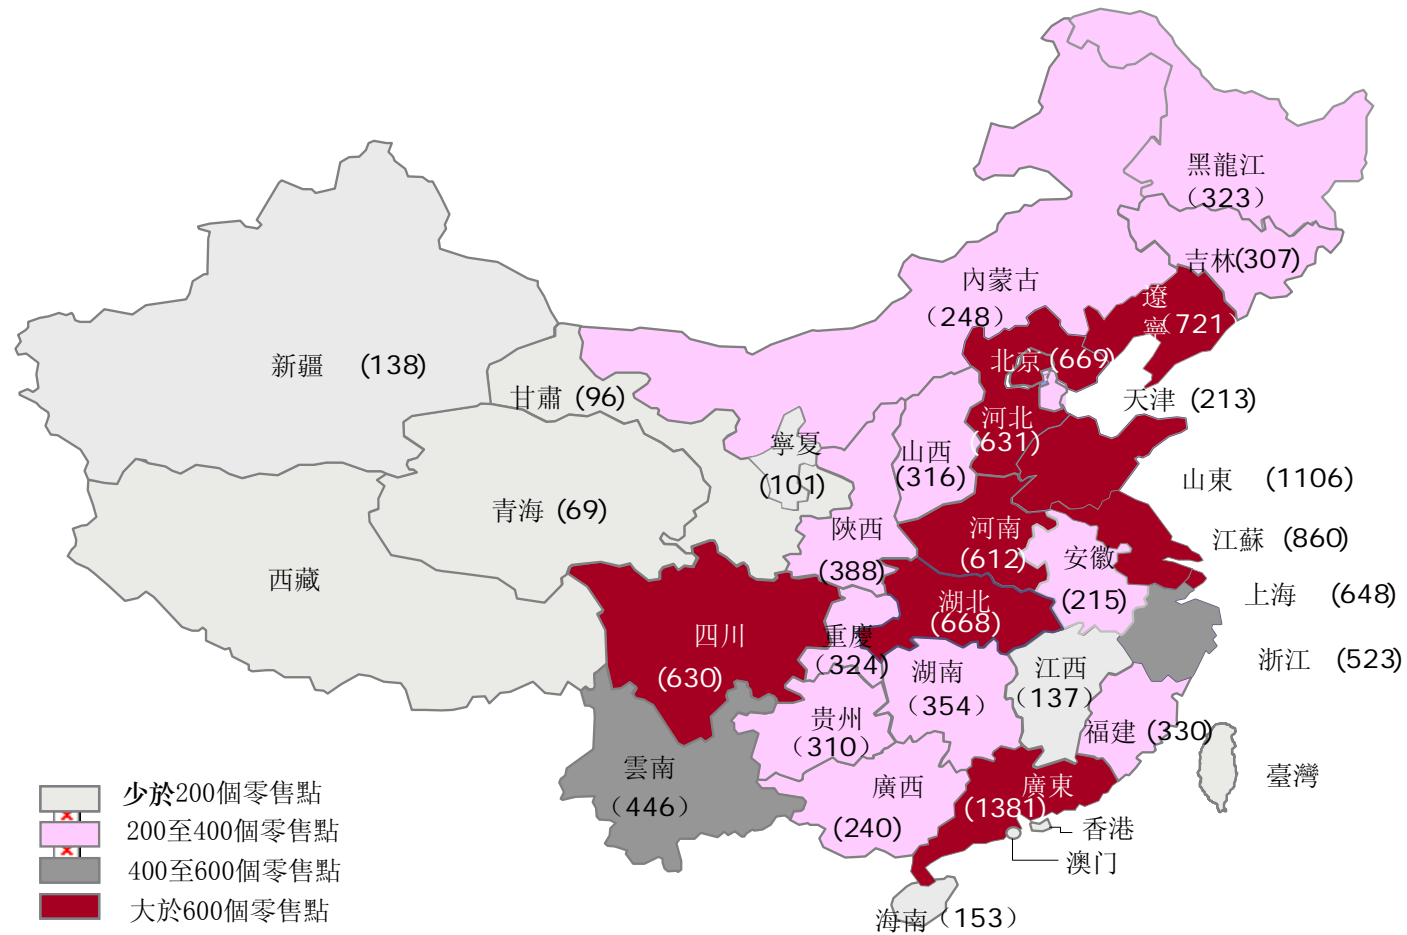 黑龍江
（323）
吉林(307)
內蒙古
（248）
遼
寧（721）
北京(669)
新疆 (138)
甘肅 (96)
天津 (213)
河北
(631)
寧夏
(101)
山西
(316)
山東 (1106)
青海 (69)
陝西
(388)
河南
(612)
江蘇 (860)
安徽
(215)
西藏
上海 (648)
湖北
(668)
四川
(630)
重慶
（324）
浙江 (523)
湖南
（354）
江西
（137）
贵州
（310）
福建 (330)
雲南
（446）
廣西
(240)
廣東
(1381)
臺灣
香港
澳门
海南（153）
少於200個零售點
200至400個零售點
400至600個零售點
大於600個零售點